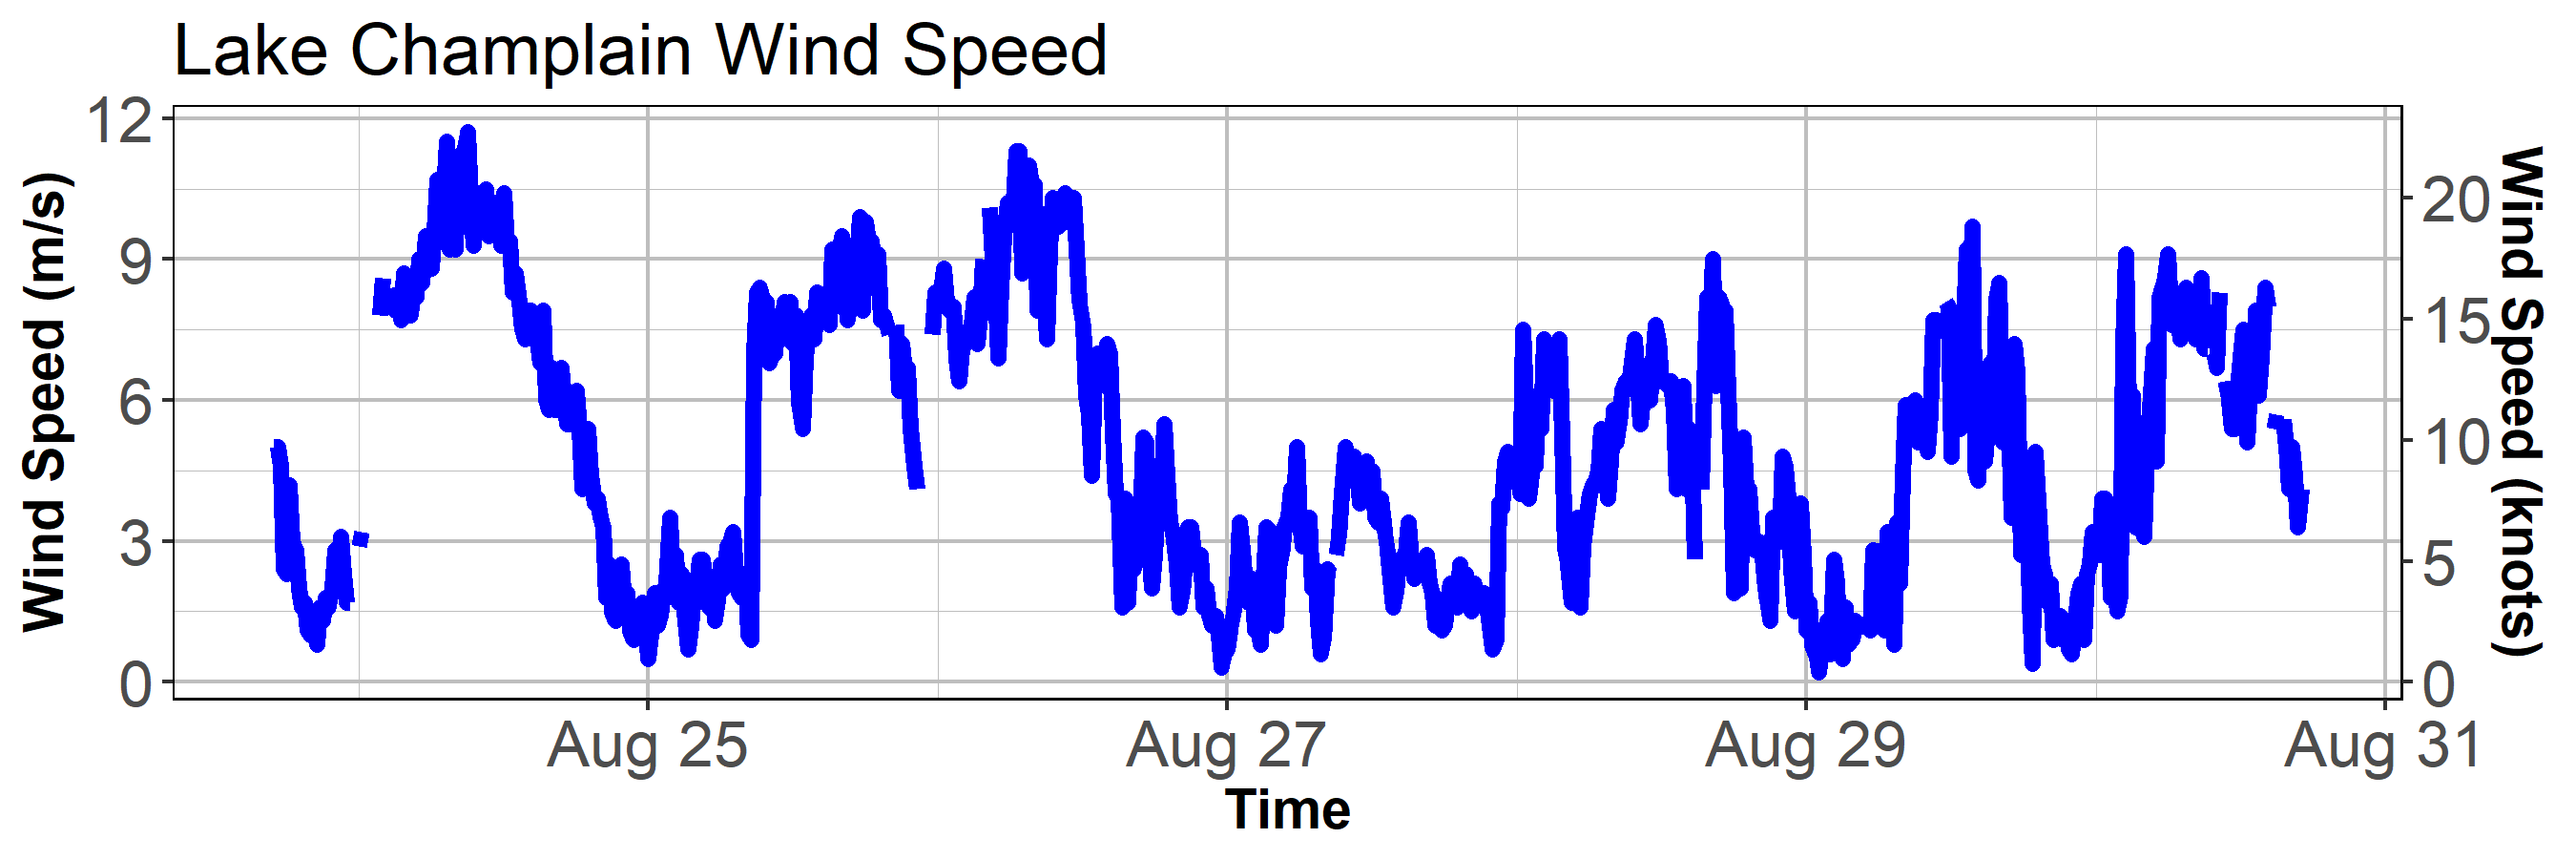 Lake Champlain Wind Speed
Wind Speed (m/s)
12
9
6
3
0
20
15
10
5
0
Wind Speed (knots)
Aug 25
Aug 27
Aug 29
Aug 31
Time